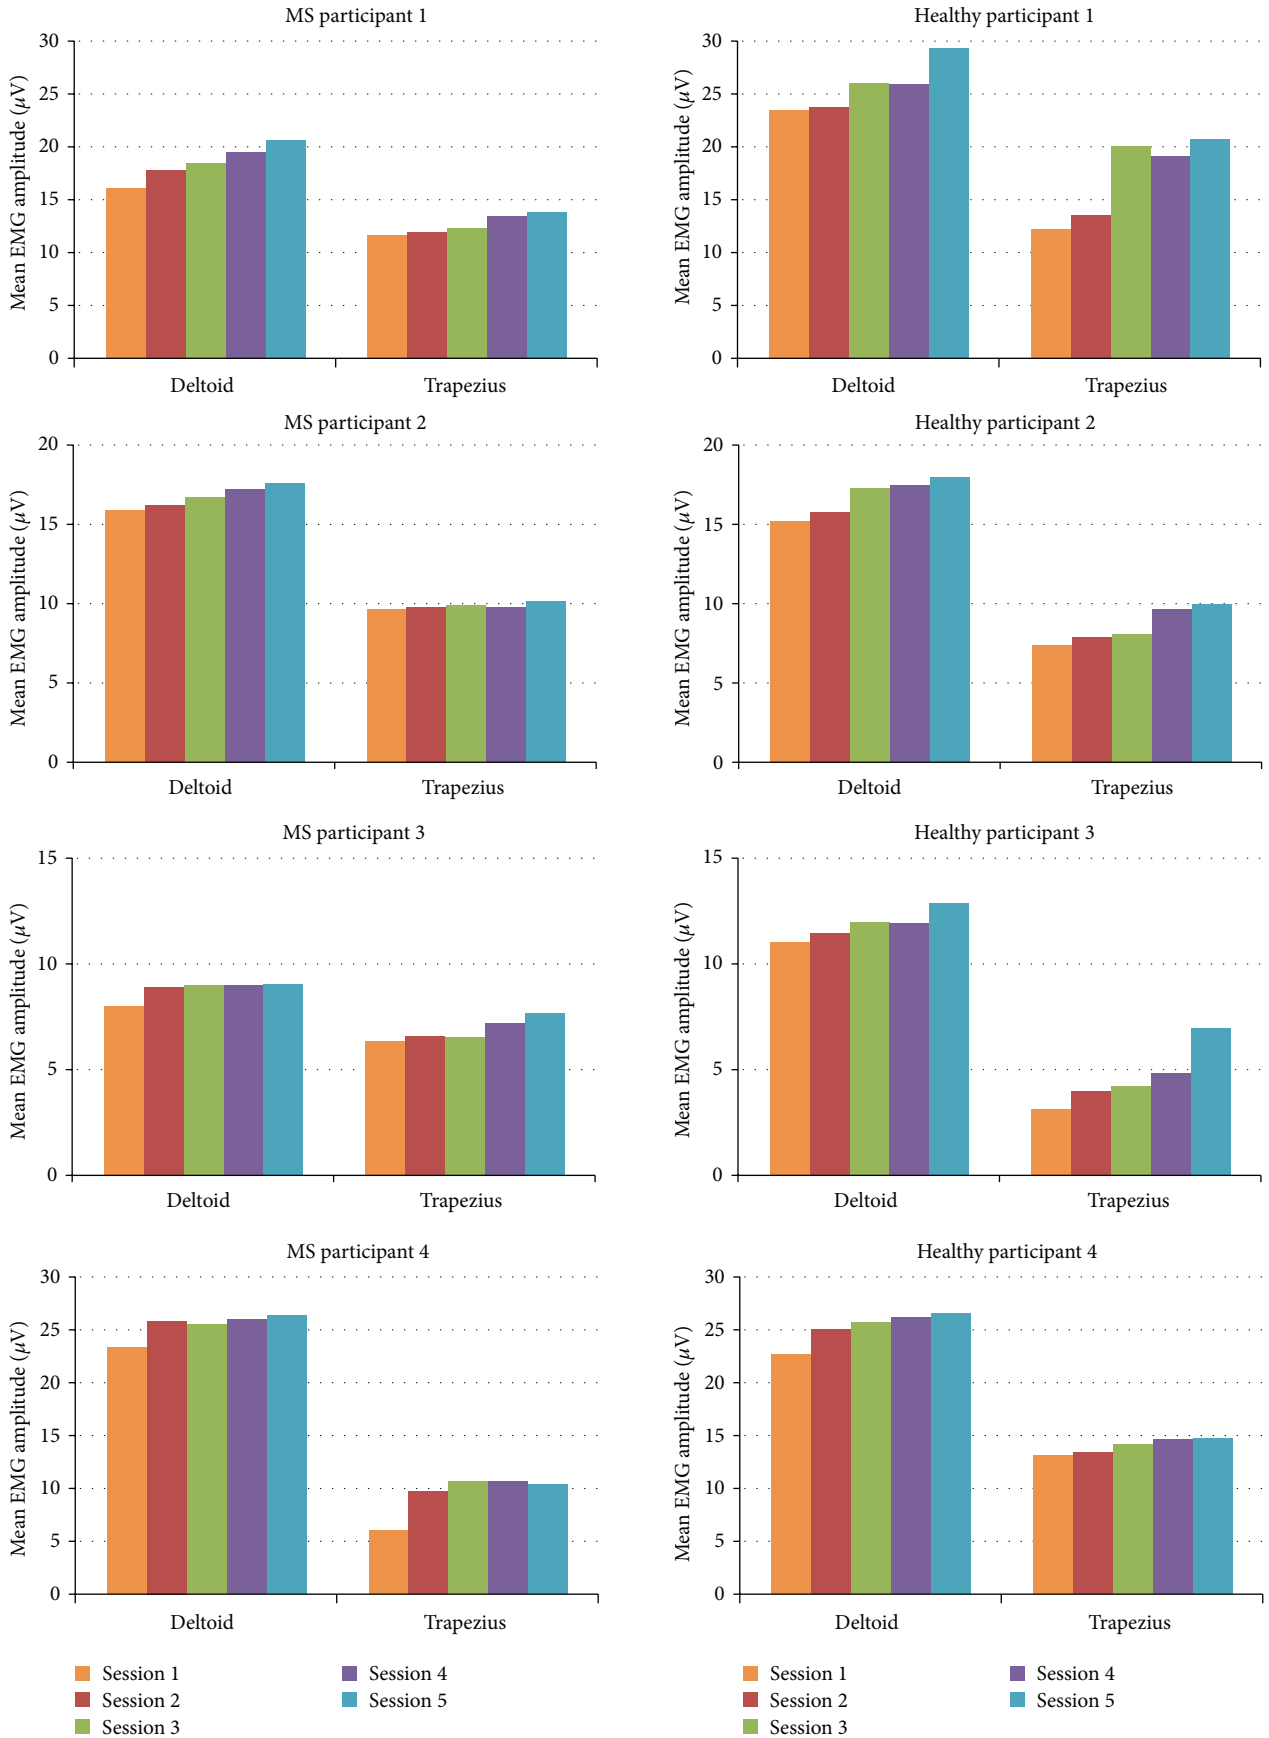 MS participant 1
Mean EMG amplitude (μV)
30
25
20
15
10
5
0
Deltoid
Trapezius
Healthy participant 1
Mean EMG amplitude (μV)
30
25
20
15
10
5
0
Deltoid
Trapezius
MS participant 2
Mean EMG amplitude (μV)
20
15
10
5
0
Deltoid
Trapezius
Healthy participant 2
Mean EMG amplitude (μV)
20
15
10
5
0
Deltoid
Trapezius
MS participant 3
Mean EMG amplitude (μV)
15
10
5
0
Deltoid
Trapezius
Healthy participant 3
Mean EMG amplitude (μV)
15
10
5
0
Deltoid
Trapezius
MS participant 4
Mean EMG amplitude (μV)
30
25
20
15
10
5
0
Deltoid
Trapezius
Healthy participant 4
Mean EMG amplitude (μV)
30
25
20
15
10
5
0
Deltoid
Trapezius
Session 1
Session 2
Session 3
Session 4
Session 5
Session 1
Session 2
Session 3
Session 4
Session 5